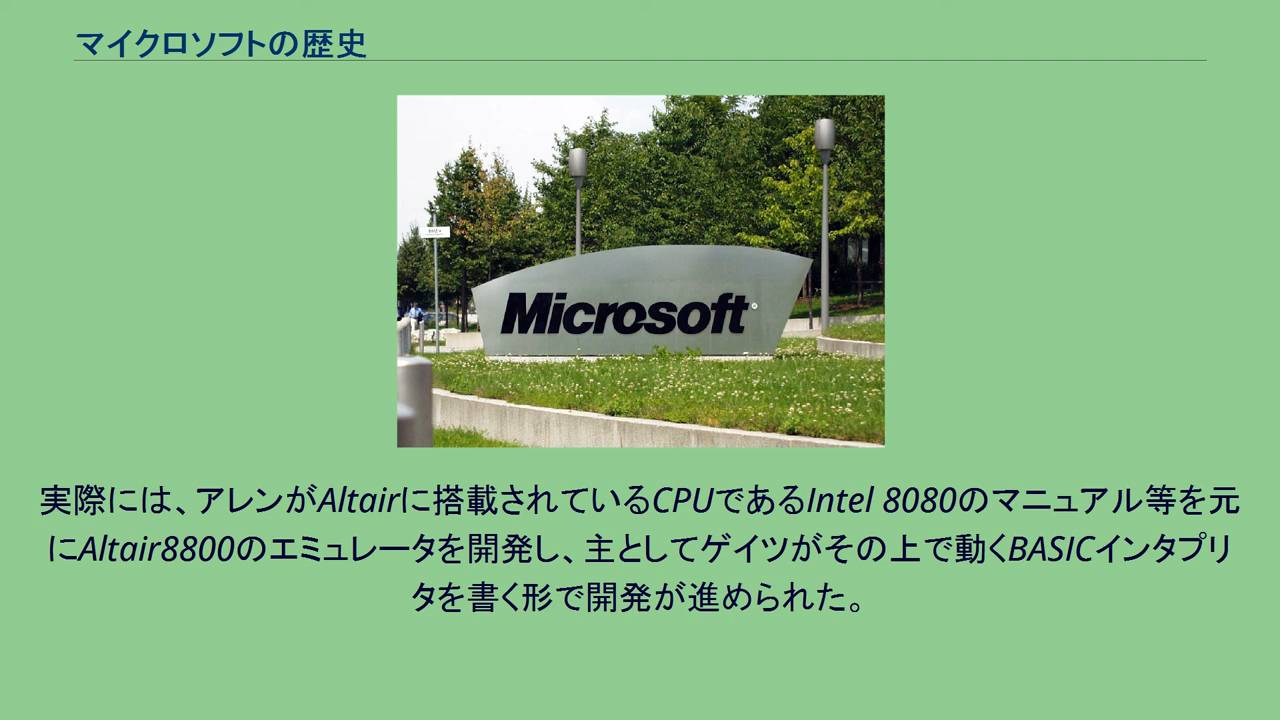 マイクロソフトの歴史
Microsoft
実際には、アレンがAltairに搭載されているCPUであるIntel 8080のマニュアル等を元
にAltair8800のエミュレータを開発し、主としてゲイツがその上で動くBASICインタプリ
タを書く形で開発が進められた。